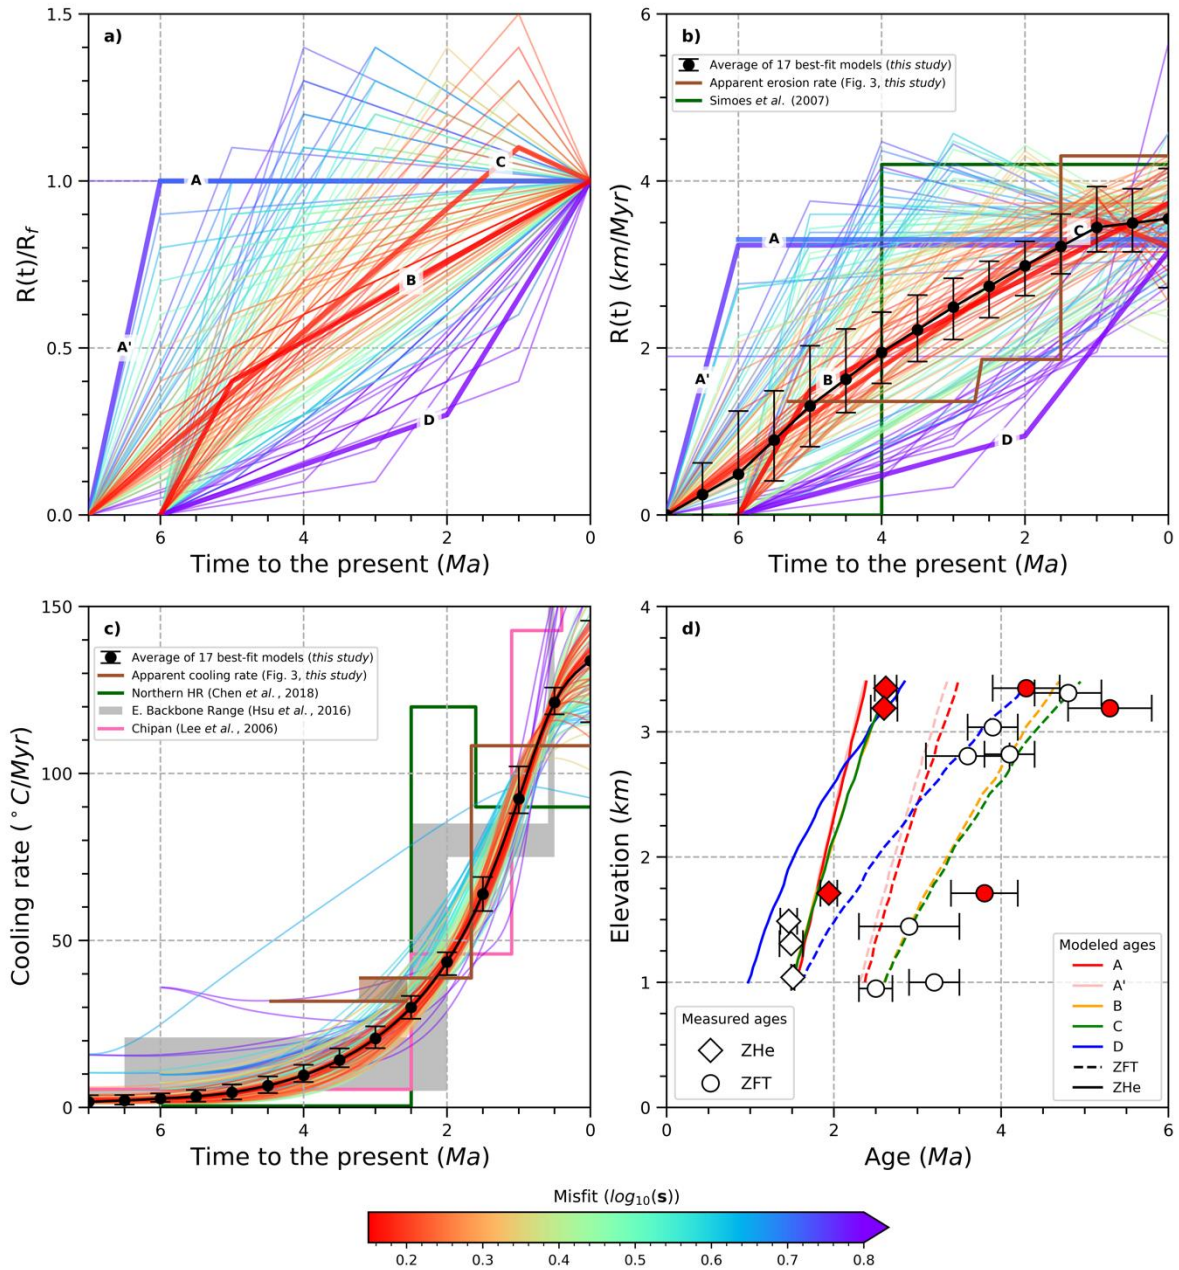 a)
1.5
1.0
0.5
0.0
R(t)/R_f
A
A'
B
C
D
6
4
2
0
Time to the present (Ma)
b)
Average of 17 best-fit models (this study)
Apparent erosion rate (Fig. 3, this study)
Simoes et al. (2007)
6
4
2
0
R(t) (km/Myr)
A
A'
B
C
D
6
4
2
0
Time to the present (Ma)
c)
Average of 17 best-fit models (this study)
Apparent cooling rate (Fig. 3, this study)
Northern HR (Chen et al., 2018)
E. Backbone Range (Hsu et al., 2016)
Chipan (Lee et al., 2006)
150
100
50
0
Cooling rate (°C/Myr)
6
4
2
0
Time to the present (Ma)
d)
4
3
2
1
0
Elevation (km)
Measured ages
ZHe
ZFT
Modeled ages
A
A'
B
C
D
ZFT
ZHe
0
2
4
6
Age (Ma)
Misfit (log10(s))
0.2
0.3
0.4
0.5
0.6
0.7
0.8